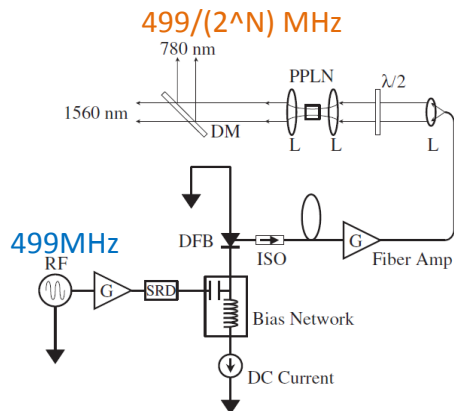 499/(2^N) MHz
780 nm
PPLN
λ/2
1560 nm
DM
L
L
L
499MHz
RF
DFB
G
ISO
G
Fiber Amp
SRD
Bias Network
DC Current